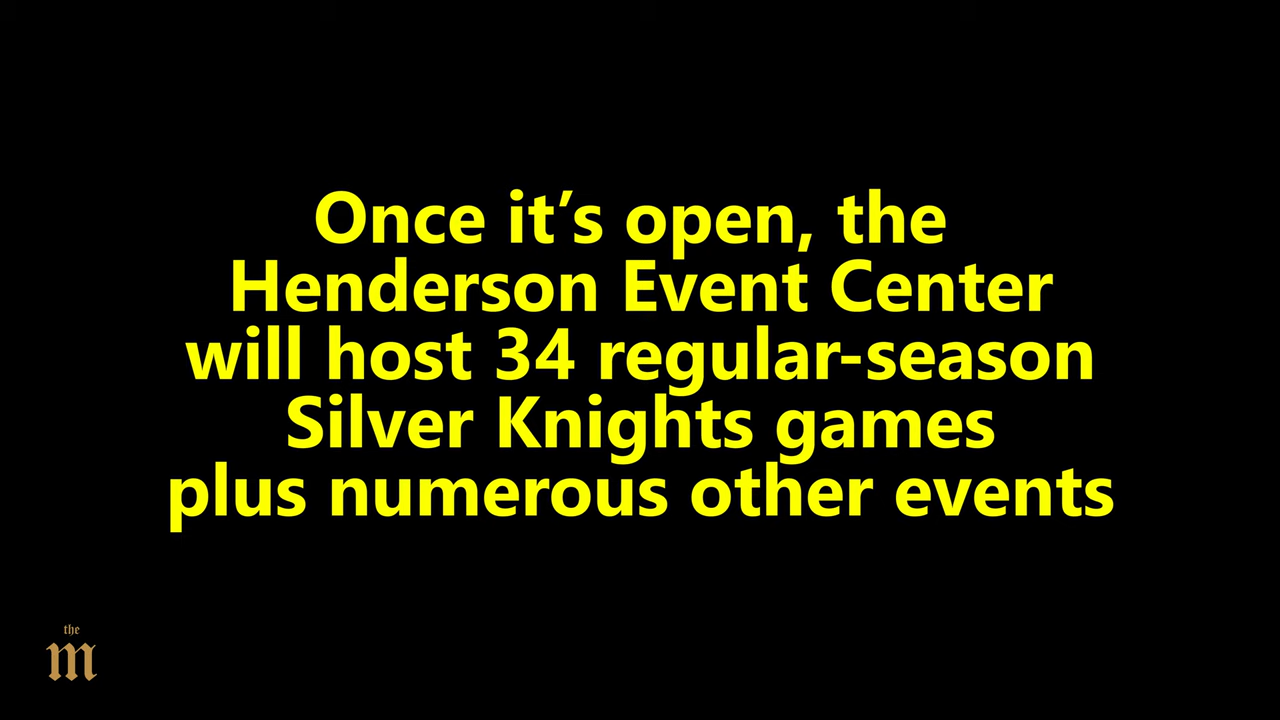 Once it’s open, the
Henderson Event Center
will host 34 regular-season
Silver Knights games
plus numerous other events
the
m